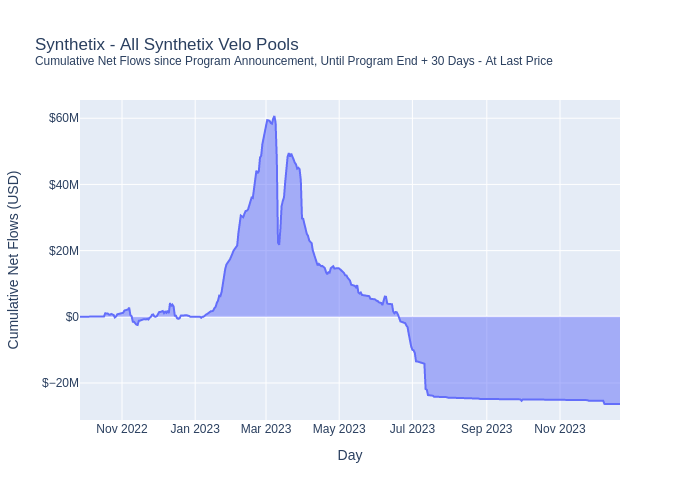 Synthetix - All Synthetix Velo Pools
Cumulative Net Flows since Program Announcement, Until Program End + 30 Days - At Last Price
Cumulative Net Flows (USD)
$60M
$40M
$20M
$0
$−20M
Nov 2022
Jan 2023
Mar 2023
May 2023
Jul 2023
Sep 2023
Nov 2023
Day